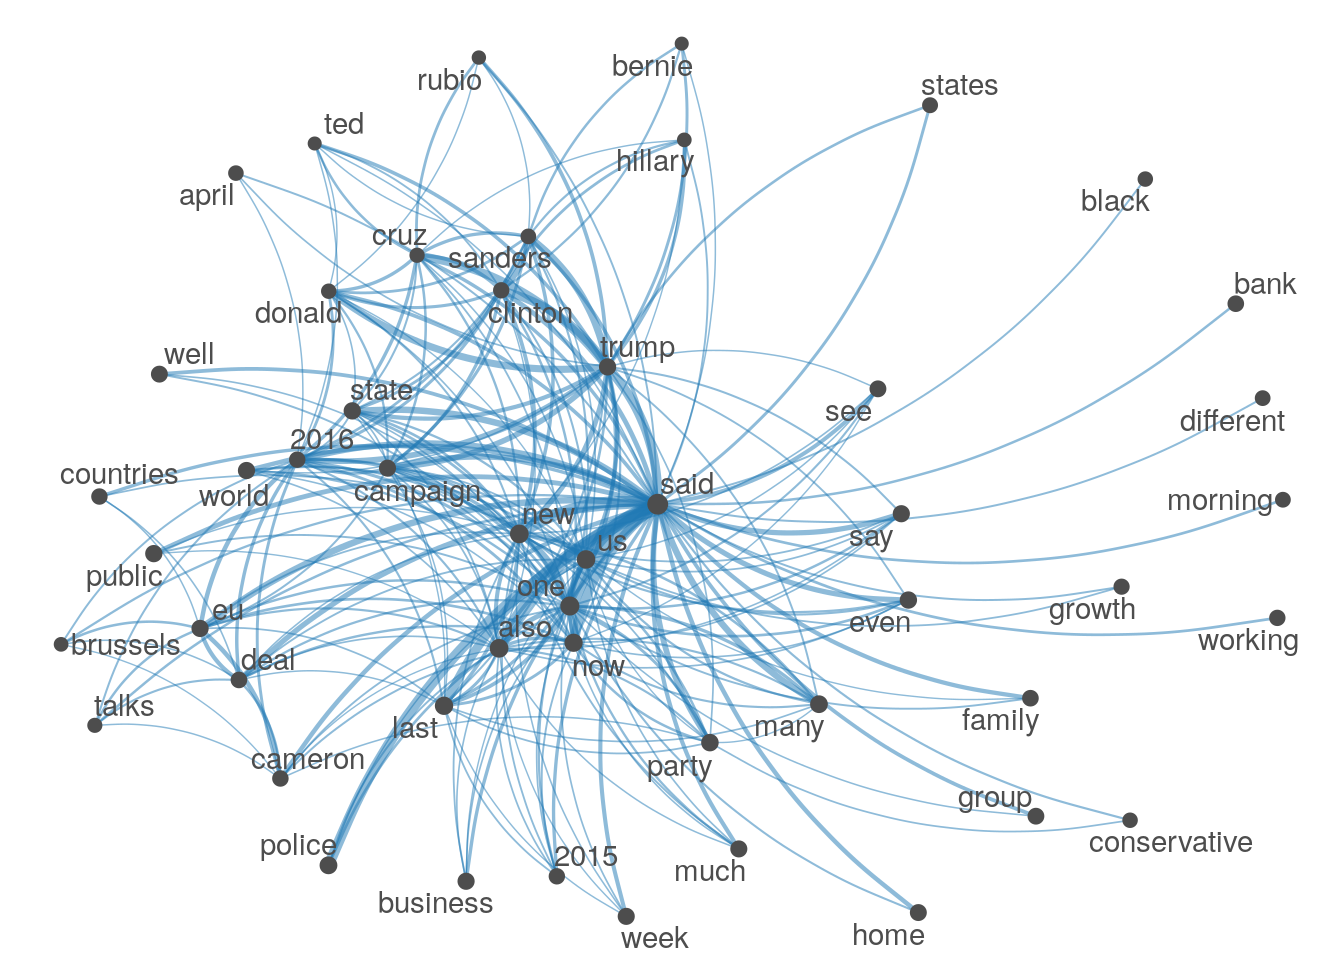 bernie
rubio
states
ted
hillary
april
black
cruz
sanders
bank
donald
clinton
trump
well
state
see
different
2016
countries
world
campaign
said
morning
new
us
say
public
one
eu
also
even
growth
brussels
deal
now
working
talks
last
many
family
cameron
party
group
police
2015
much
conservative
business
week
home